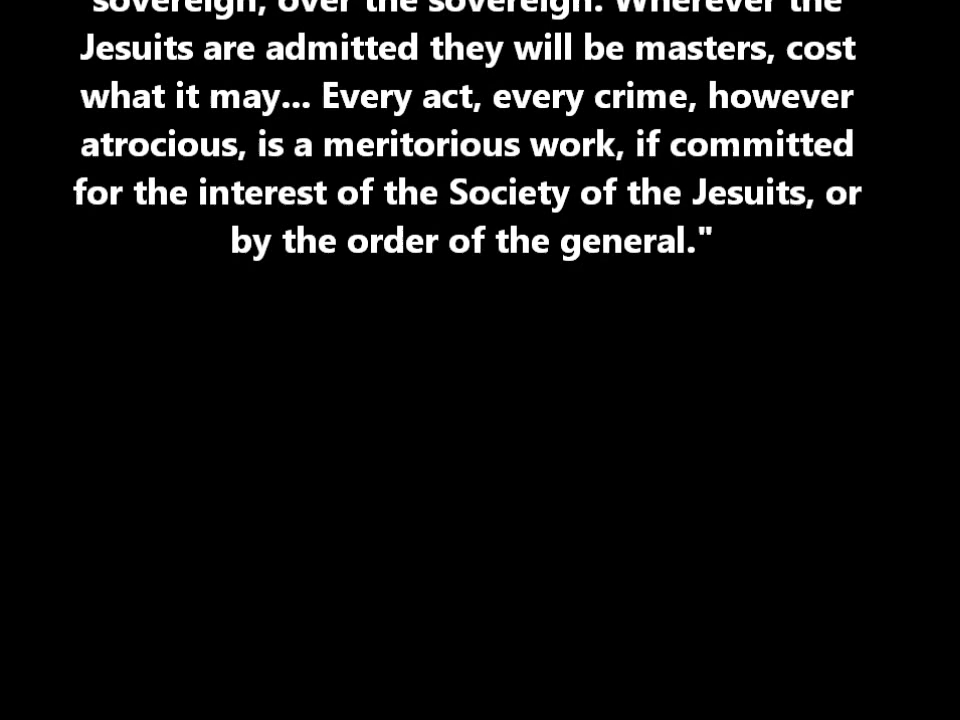 sovereign, over the sovereign. Wherever the
Jesuits are admitted they will be masters, cost
what it may... Every act, every crime, however
atrocious, is a meritorious work, if committed
for the interest of the Society of the Jesuits, or
by the order of the general."